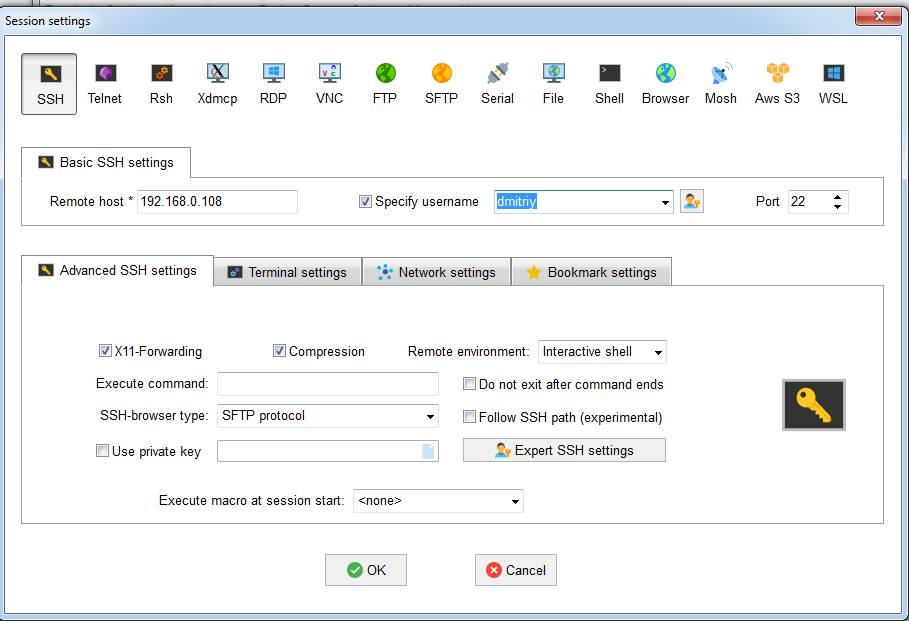 Session settings
SSH Telnet Rsh Xdmcp RDP VNC FTP SFTP Serial File Shell Browser Mosh Aws S3 WSL
Basic SSH settings
Remote host * 192.168.0.108 Specify username dmitriy Port 22
Advanced SSH settings Terminal settings Network settings Bookmark settings
X11-Forwarding Compression Remote environment: Interactive shell
Execute command: Do not exit after command ends
SSH-browser type: SFTP protocol Follow SSH path (experimental)
Use private key Expert SSH settings
Execute macro at session start: <none>
OK Cancel